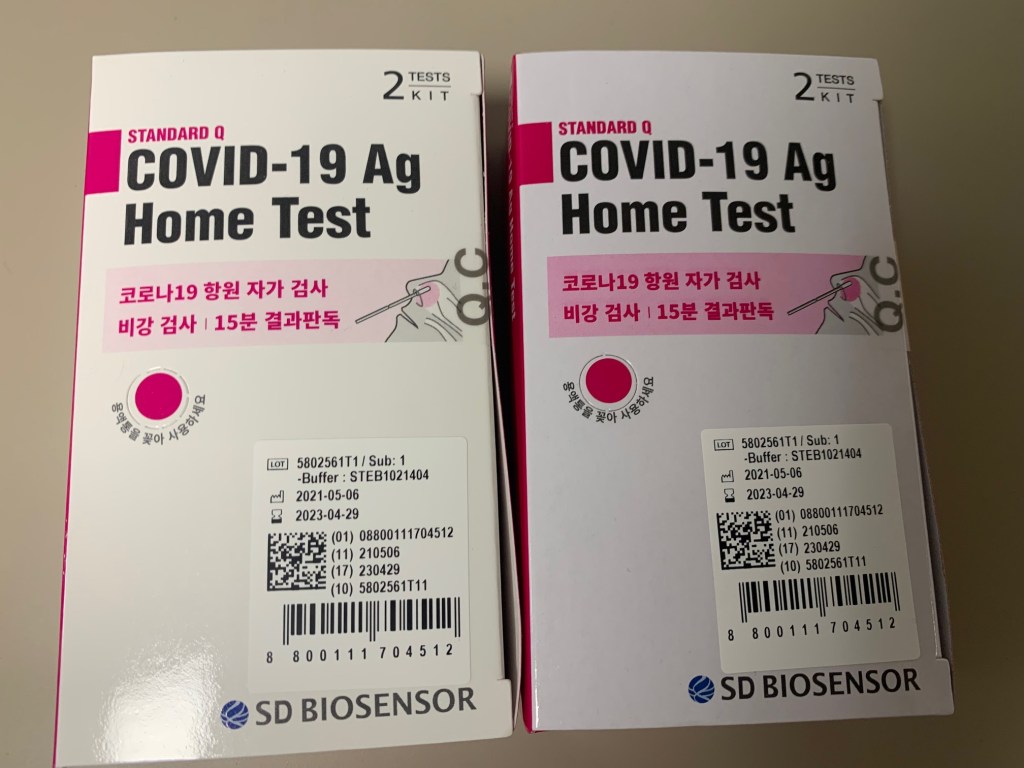 2 TESTS
KIT
STANDARD Q
COVID-19 Ag
Home Test
코로나19 항원 자가 검사
비강 검사 | 15분 결과판독
Q.C
용액통을 꽂아 사용하세요
LOT 5802561T1 / Sub: 1
-Buffer : STEB1021404
2021-05-06
2023-04-29
(01) 08800111704512
(11) 210506
(17) 230429
(10) 5802561T11
8 800111 704512
SD BIOSENSOR
2 TESTS
KIT
STANDARD Q
COVID-19 Ag
Home Test
코로나19 항원 자가 검사
비강 검사 | 15분 결과판독
Q.C
용액통을 꽂아 사용하세요
LOT 5802561T1 / Sub: 1
-Buffer : STEB1021404
2021-05-06
2023-04-29
(01) 08800111704512
(11) 210506
(17) 230429
(10) 5802561T11
8 800111 704512
SD BIOSENSOR